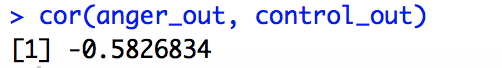 > cor(anger_out, control_out)
[1] -0.5826834